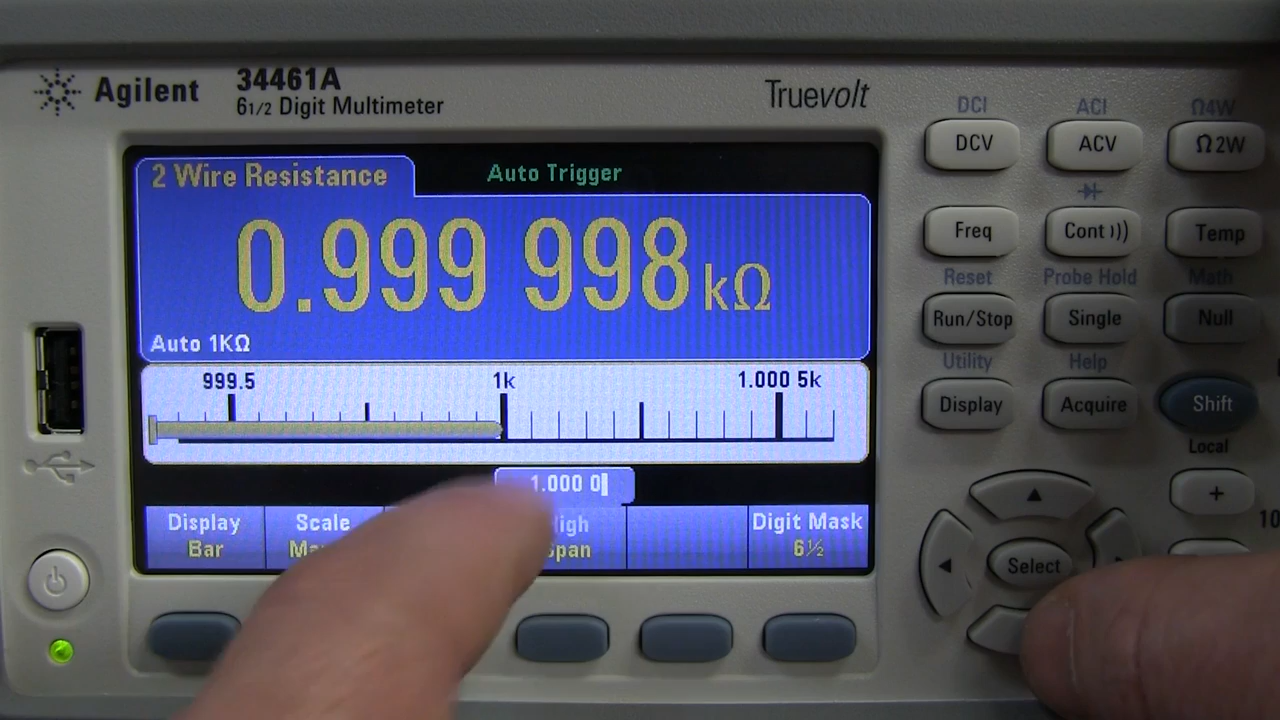 Agilent
34461A
6½ Digit Multimeter
Truevolt
2 Wire Resistance
Auto Trigger
0.999 998 kΩ
Auto 1KΩ
999.5 1k 1.000 5k
1.000 0
Display
Bar
Scale
Span
Digit Mask
6½
DCI ACI Ω4W
DCV ACV Ω2W
Freq Cont Temp
Reset Probe Hold Math
Run/Stop Single Null
Utility Help
Display Acquire Shift
Local
+
Select
10